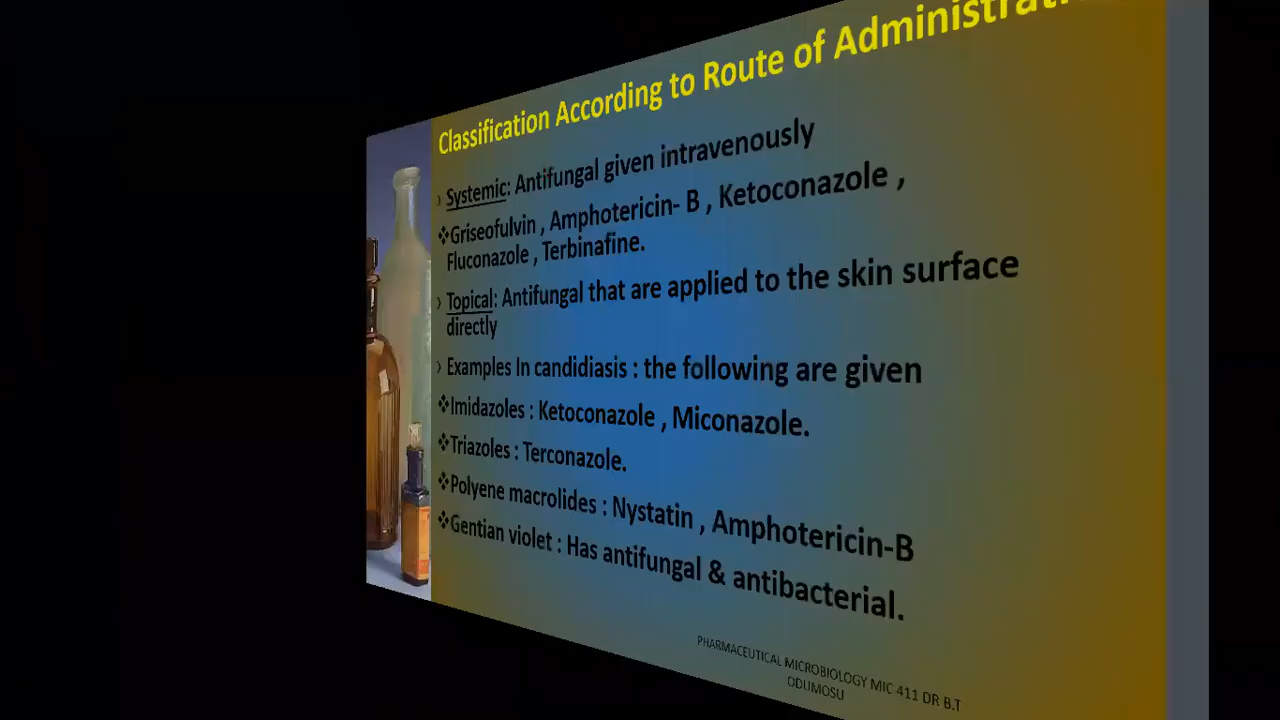 Classification According to Route of Administrati
› Systemic: Antifungal given intravenously
❖Griseofulvin , Amphotericin- B , Ketoconazole ,
Fluconazole , Terbinafine.
› Topical: Antifungal that are applied to the skin surface
directly
› Examples In candidiasis : the following are given
❖Imidazoles : Ketoconazole , Miconazole.
❖Triazoles : Terconazole.
❖Polyene macrolides : Nystatin , Amphotericin-B
❖Gentian violet : Has antifungal & antibacterial.
PHARMACEUTICAL MICROBIOLOGY MIC 411 DR B.T
ODUMOSU